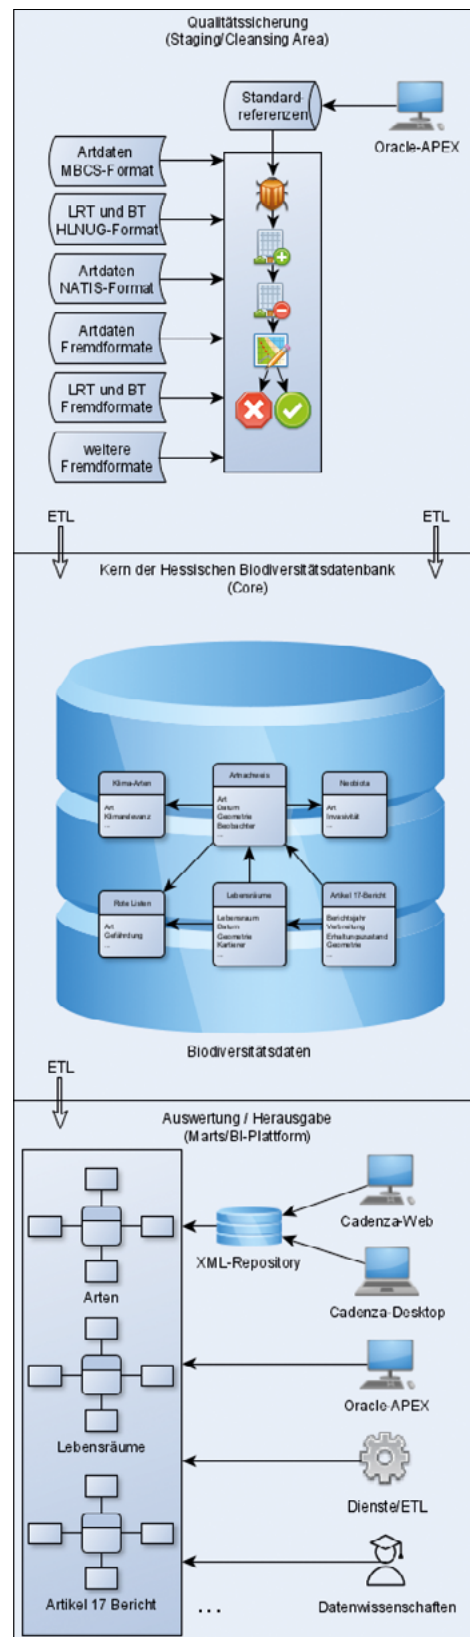 Qualitätssicherung
(Staging/Cleansing Area)
Standard-
referenzen
Oracle-APEX
Artdaten
MBCS-Format
LRT und BT
HLNUG-Format
Artdaten
NATIS-Format
Artdaten
Fremdformate
LRT und BT
Fremdformate
weitere
Fremdformate
ETL
ETL
Kern der Hessischen Biodiversitätsdatenbank
(Core)
Klima-Arten
Art
Klimarelevanz
...
Artnachweis
Art
Datum
Geometrie
Beobachter
...
Neobiota
Art
Invasivität
...
Rote Listen
Art
Gefährdung
...
Lebensräume
Lebensraum
Datum
Geometrie
Kartierer
...
Artikel 17-Bericht
Berichtsjahr
Verbreitung
Erhaltungszustand
Geometrie
...
Biodiversitätsdaten
ETL
Auswertung / Herausgabe
(Marts/BI-Plattform)
Arten
XML-Repository
Cadenza-Web
Cadenza-Desktop
Lebensräume
Oracle-APEX
Dienste/ETL
Artikel 17 Bericht
...
Datenwissenschaften